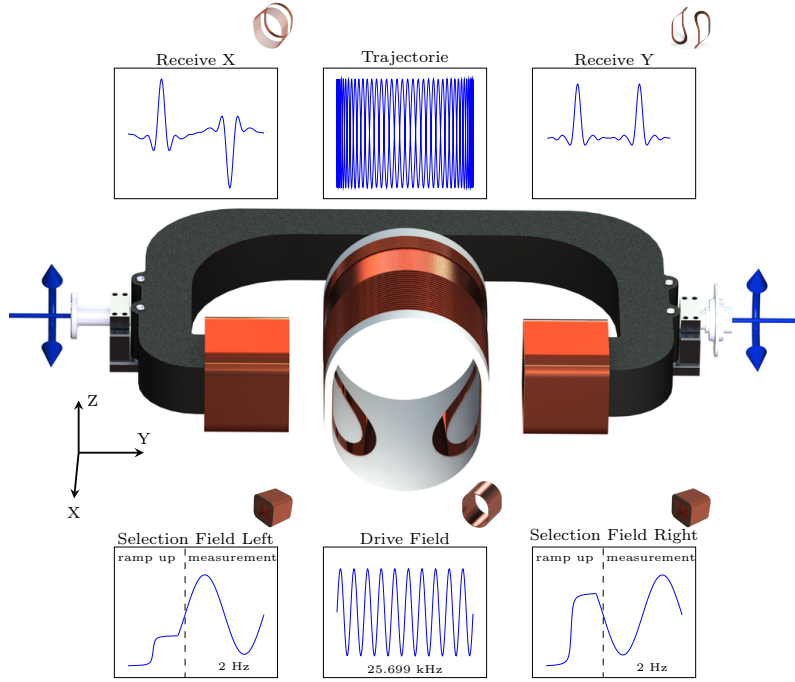 Receive X
Trajectorie
Receive Y
Z
Y
X
Selection Field Left
ramp up
measurement
2 Hz
Drive Field
25.699 kHz
Selection Field Right
ramp up
measurement
2 Hz